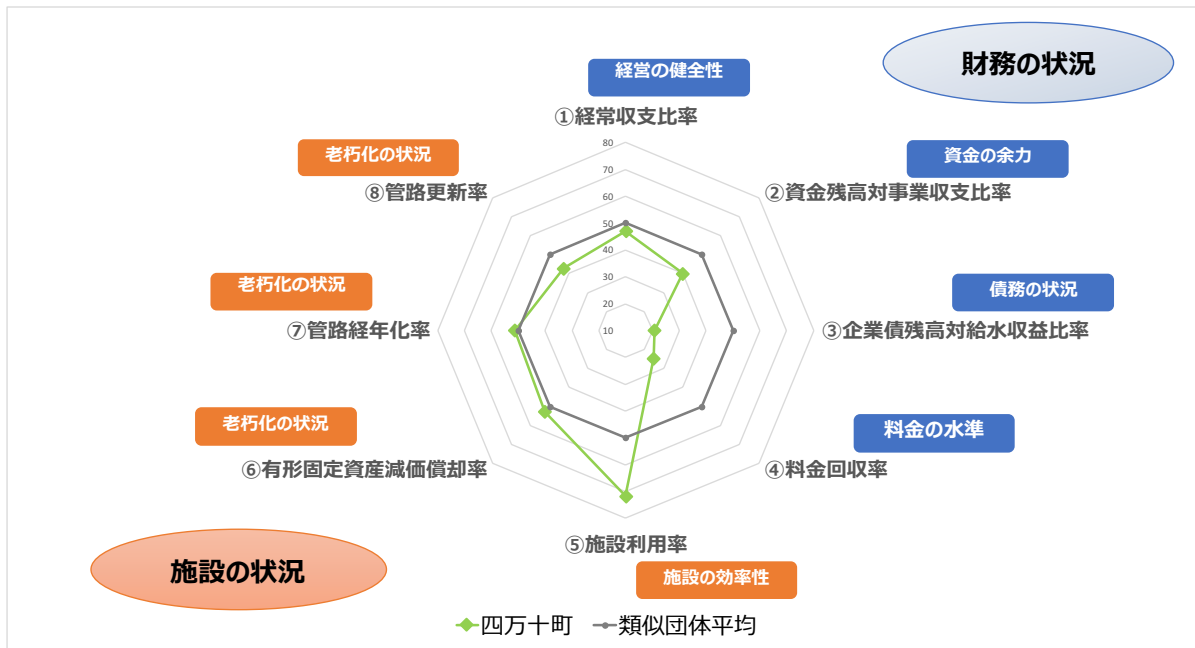 財務の状況
経営の健全性
①経常収支比率
資金の余力
②資金残高対事業収支比率
債務の状況
③企業債残高対給水収益比率
料金の水準
④料金回収率
⑤施設利用率
施設の効率性
老朽化の状況
⑥有形固定資産減価償却率
老朽化の状況
⑦管路経年化率
老朽化の状況
⑧管路更新率
80
70
60
50
40
30
20
10
施設の状況
四万十町
類似団体平均